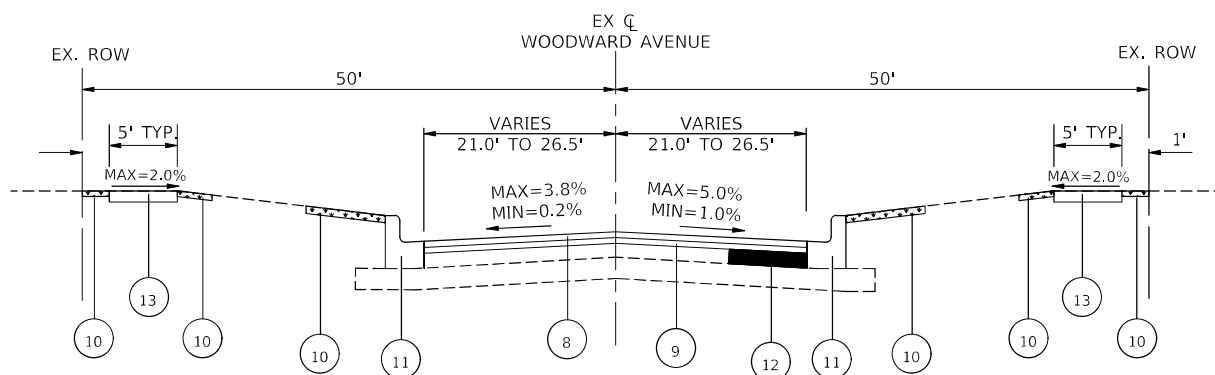 EX ℄
WOODWARD AVENUE
EX. ROW
EX. ROW
50'
50'
5' TYP.
VARIES
21.0' TO 26.5'
VARIES
21.0' TO 26.5'
5' TYP.
1'
MAX=2.0%
MAX=3.8%
MIN=0.2%
MAX=5.0%
MIN=1.0%
MAX=2.0%
10
13
10
10
11
8
9
12
11
10
10
13
10